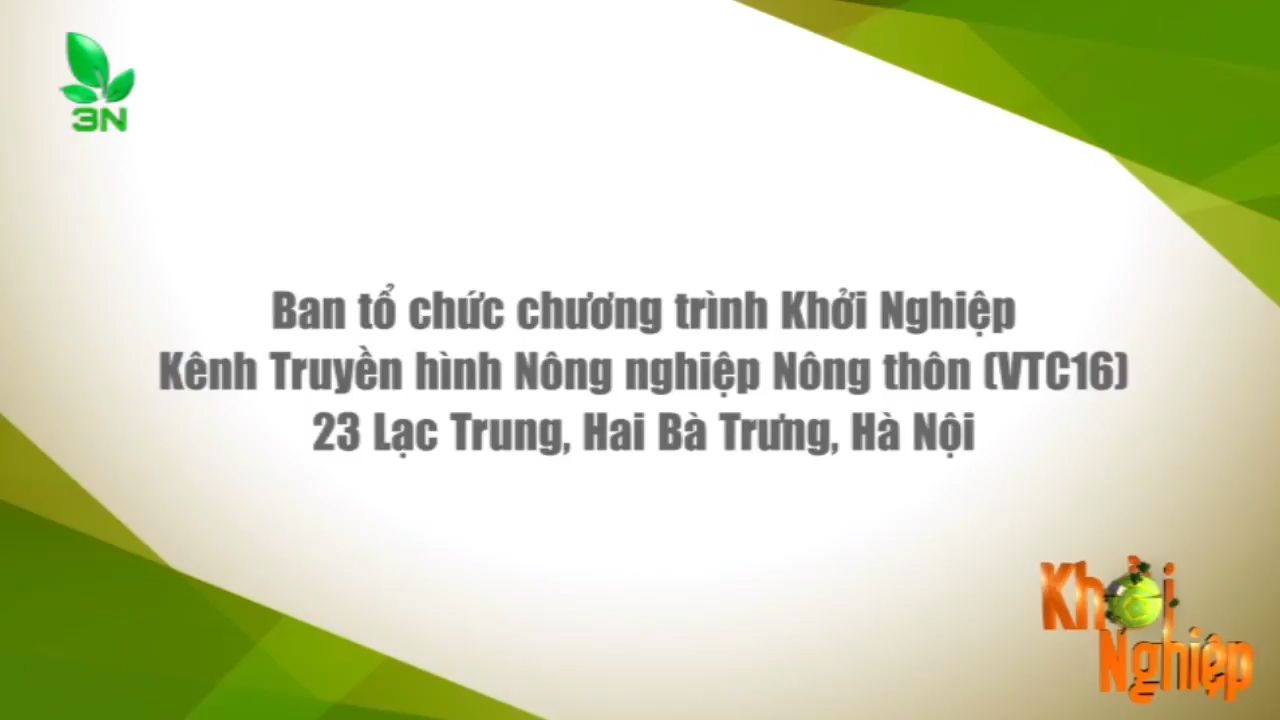 3N
Ban tổ chức chương trình Khởi Nghiệp
Kênh Truyền hình Nông nghiệp Nông thôn (VTC16)
23 Lạc Trung, Hai Bà Trưng, Hà Nội
Khởi
Nghiệp